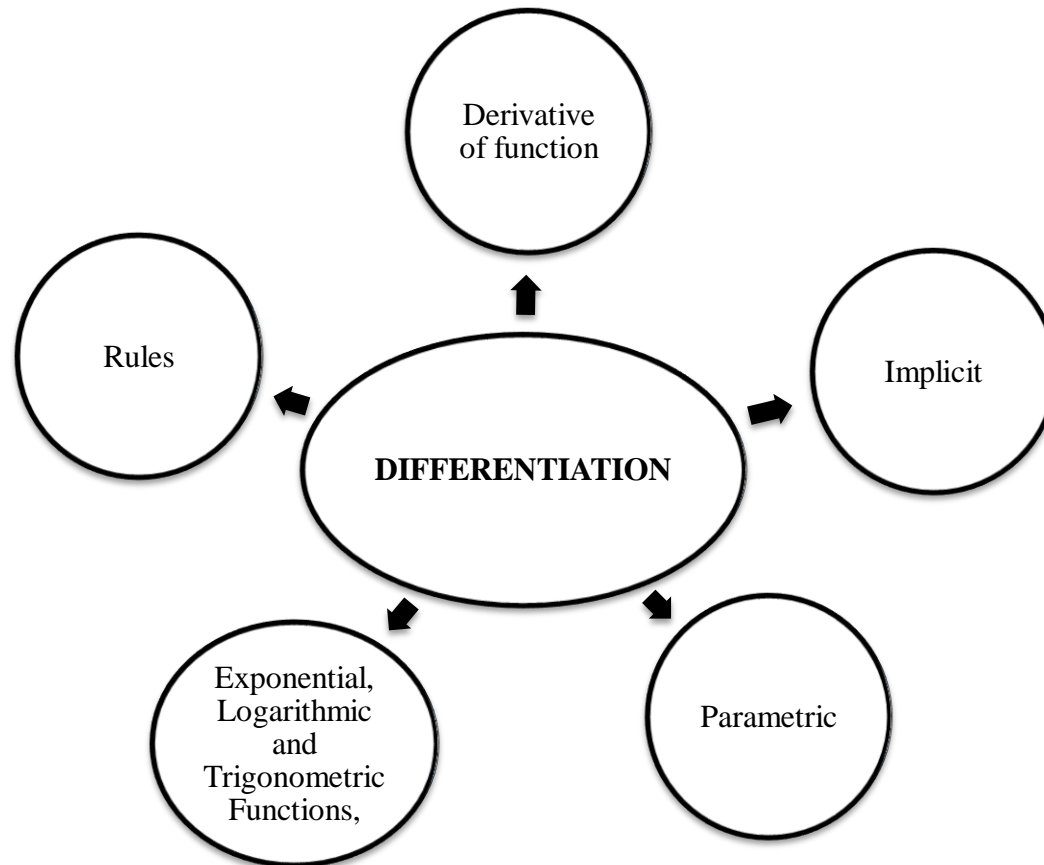 Derivative
of function
Rules
Implicit
DIFFERENTIATION
Exponential,
Logarithmic
and
Trigonometric
Functions,
Parametric